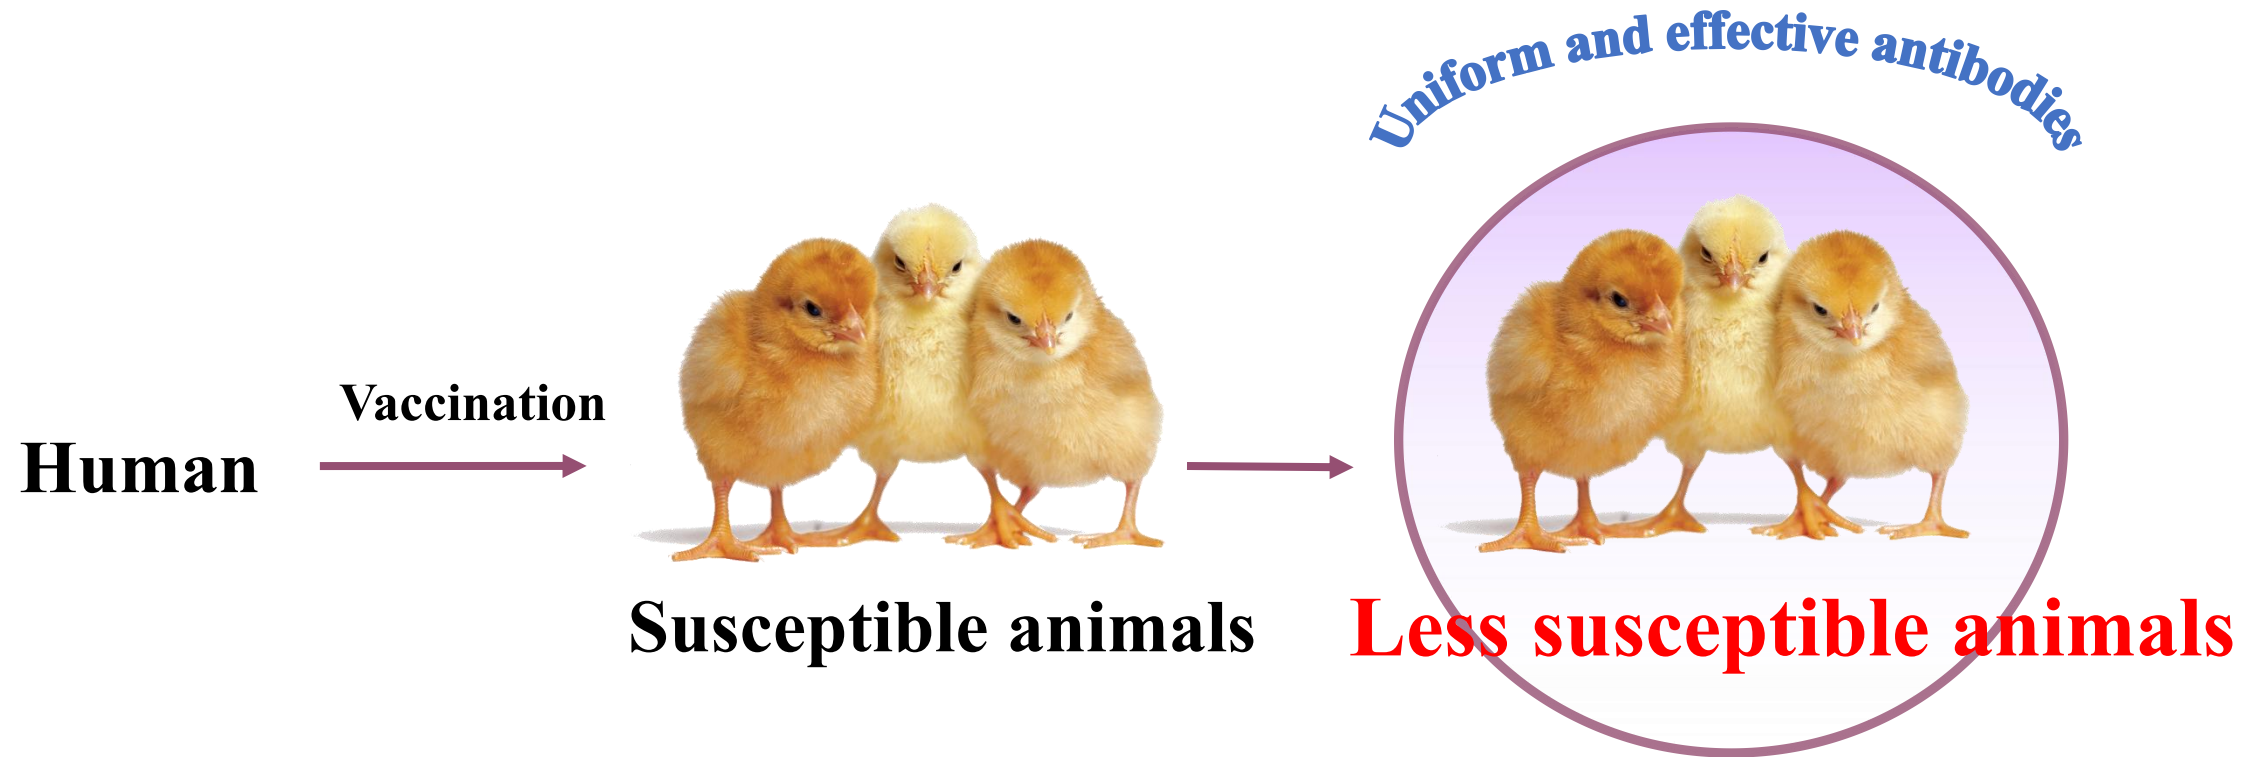 Uniform and effective antibodies
Vaccination
Human
Susceptible animals
Less susceptible animals